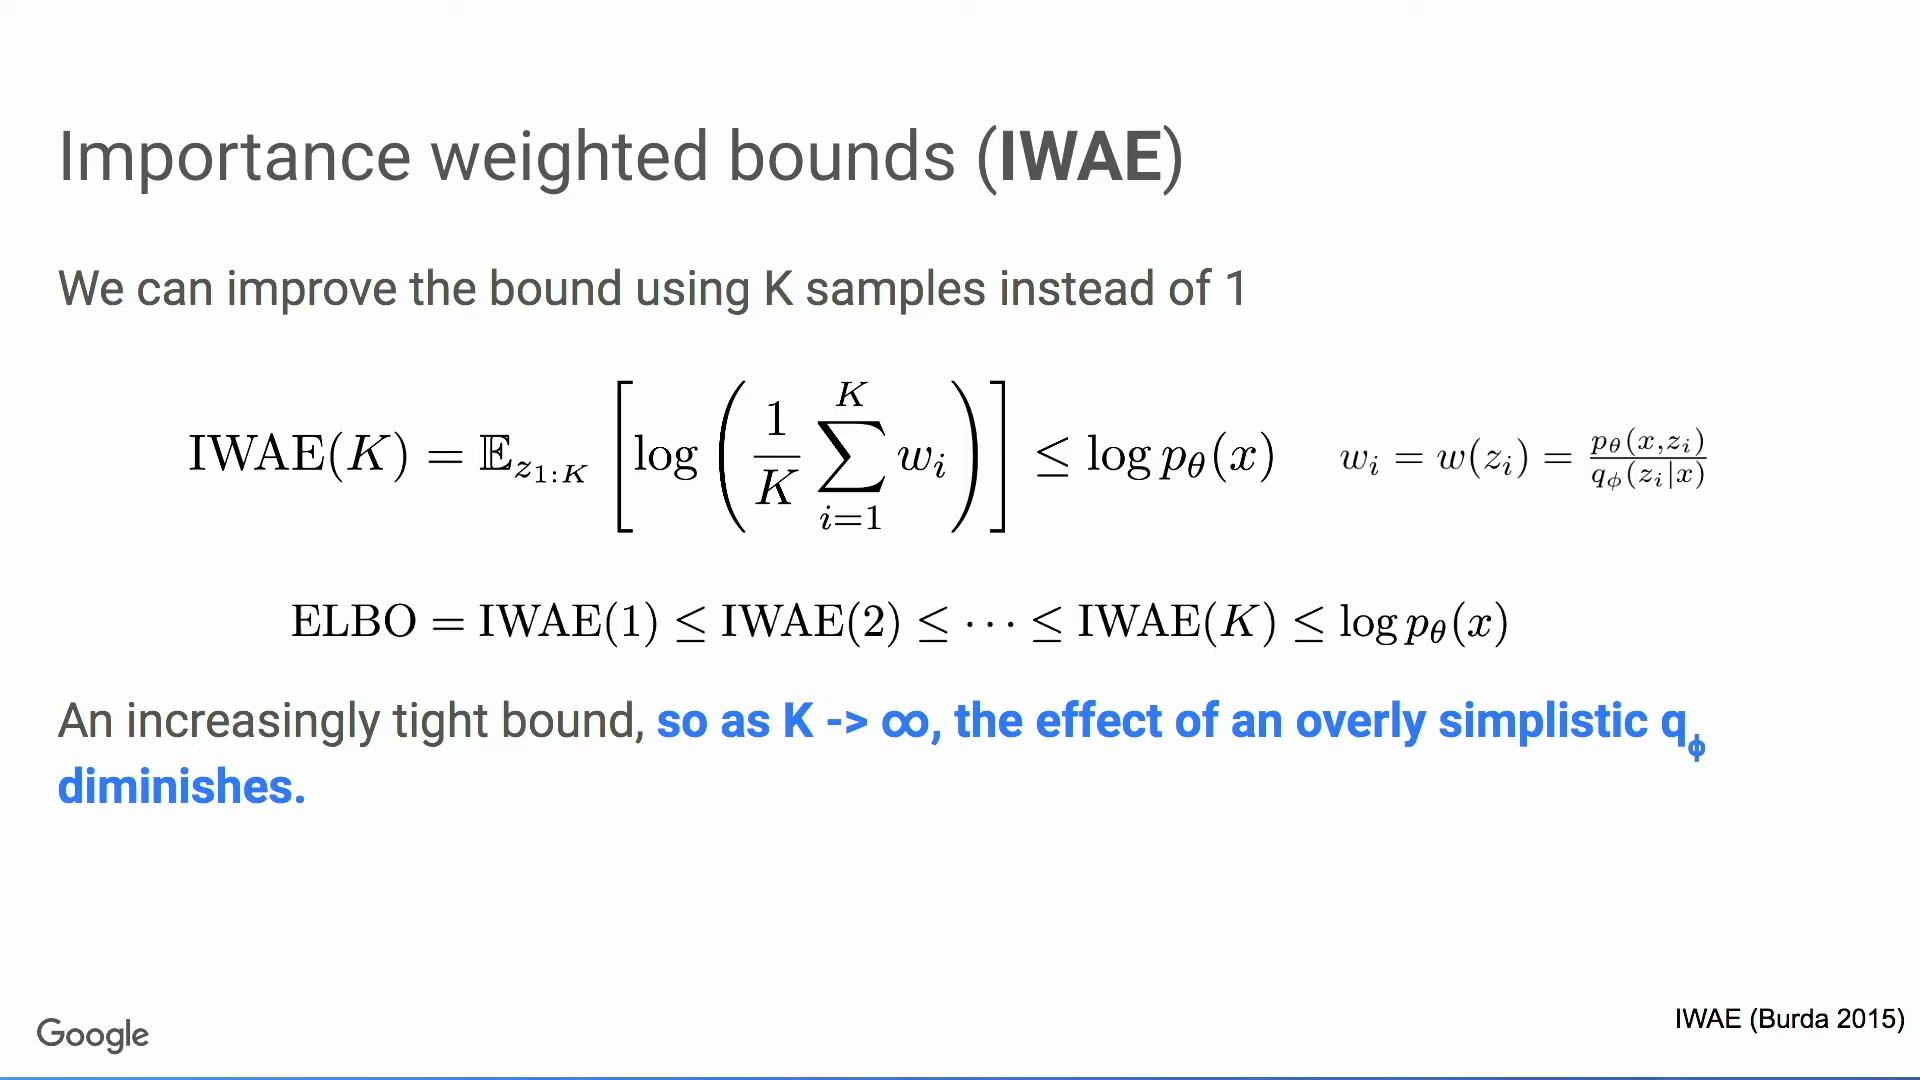 Importance weighted bounds (IWAE)
We can improve the bound using K samples instead of 1
IWAE(K) = 𝔼_{z_{1:K}} [ log ( 1/K ∑_{i=1}^{K} w_i ) ] ≤ log p_θ(x)    w_i = w(z_i) = p_θ(x,z_i)/q_ϕ(z_i|x)
ELBO = IWAE(1) ≤ IWAE(2) ≤ ⋯ ≤ IWAE(K) ≤ log p_θ(x)
An increasingly tight bound, so as K -> ∞, the effect of an overly simplistic q_ϕ
diminishes.
Google
IWAE (Burda 2015)